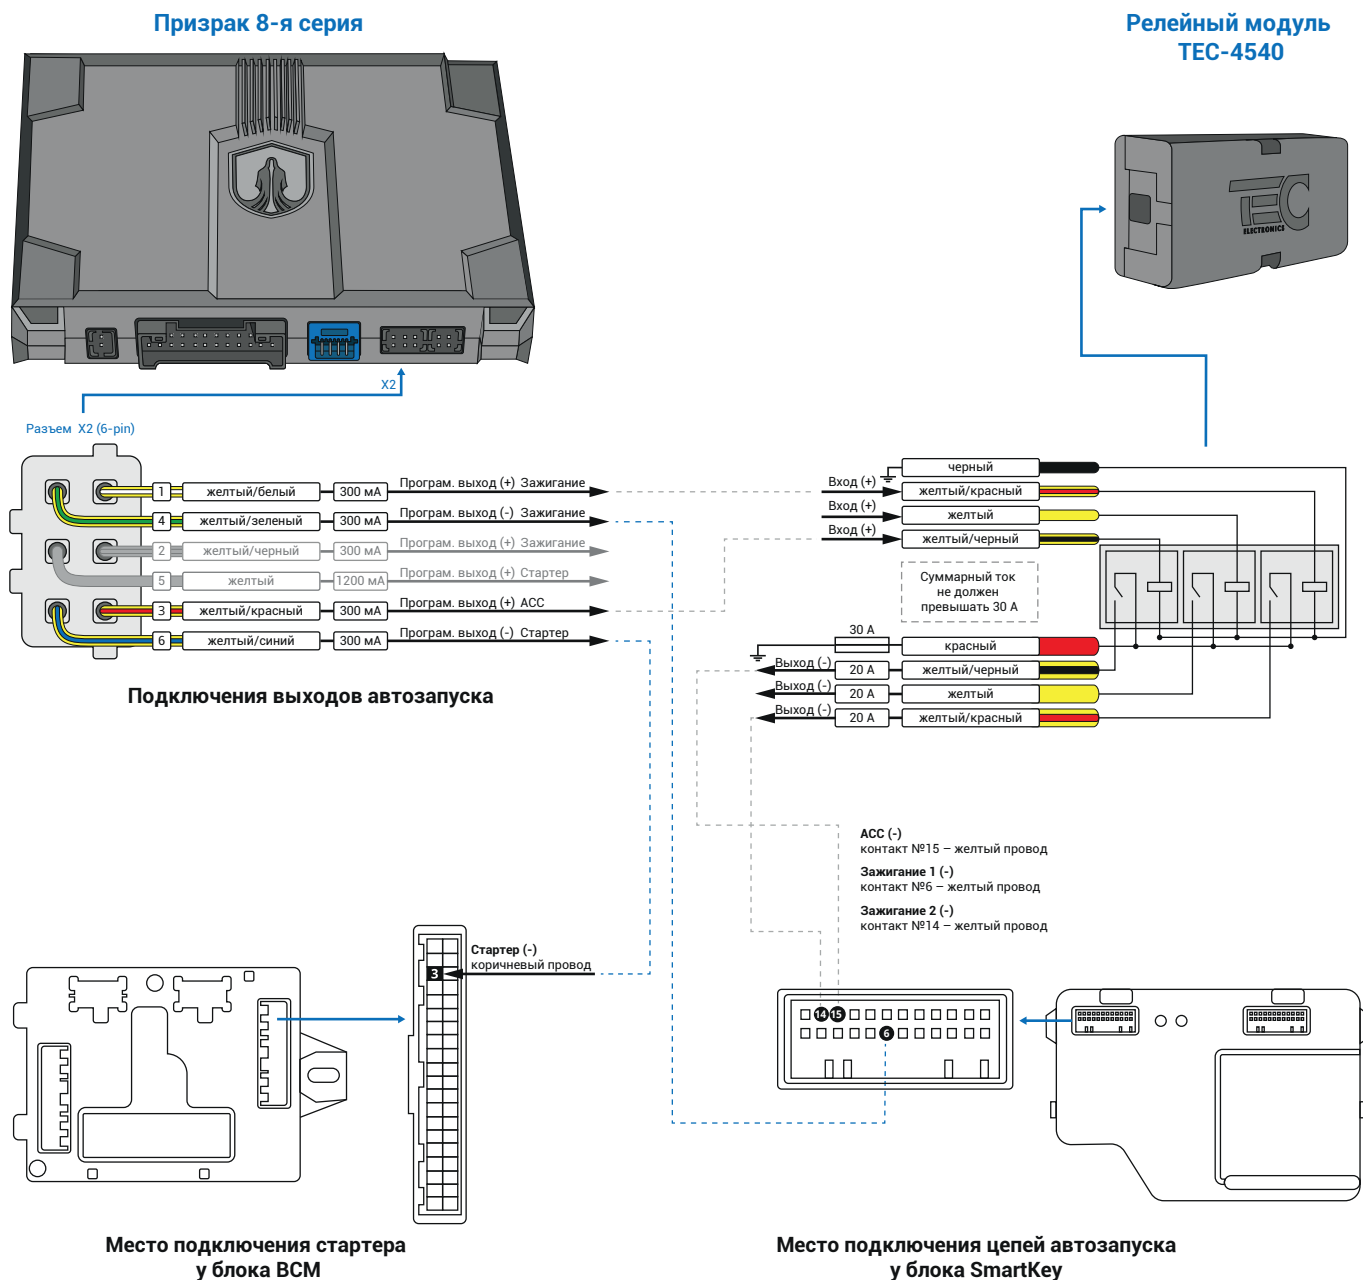 Призрак 8-я серия
Релейный модуль
TEC-4540
TEC
ELECTRONICS
X2
Разъем X2 (6-pin)
1 желтый/белый 300 мА Програм. выход (+) Зажигание
4 желтый/зеленый 300 мА Програм. выход (-) Зажигание
2 желтый/черный 300 мА Програм. выход (+) Зажигание
5 желтый 1200 мА Програм. выход (+) Стартер
3 желтый/красный 300 мА Програм. выход (+) ACC
6 желтый/синий 300 мА Програм. выход (-) Стартер
Подключения выходов автозапуска
черный
Вход (+) желтый/красный
Вход (+) желтый
Вход (+) желтый/черный
Суммарный ток
не должен
превышать 30 А
30 А красный
Выход (-) 20 А желтый/черный
Выход (-) 20 А желтый
Выход (-) 20 А желтый/красный
ACC (-)
контакт №15 – желтый провод
Зажигание 1 (-)
контакт №6 – желтый провод
Зажигание 2 (-)
контакт №14 – желтый провод
Стартер (-)
3 коричневый провод
14 15
6
Место подключения стартера
у блока BCM
Место подключения цепей автозапуска
у блока SmartKey